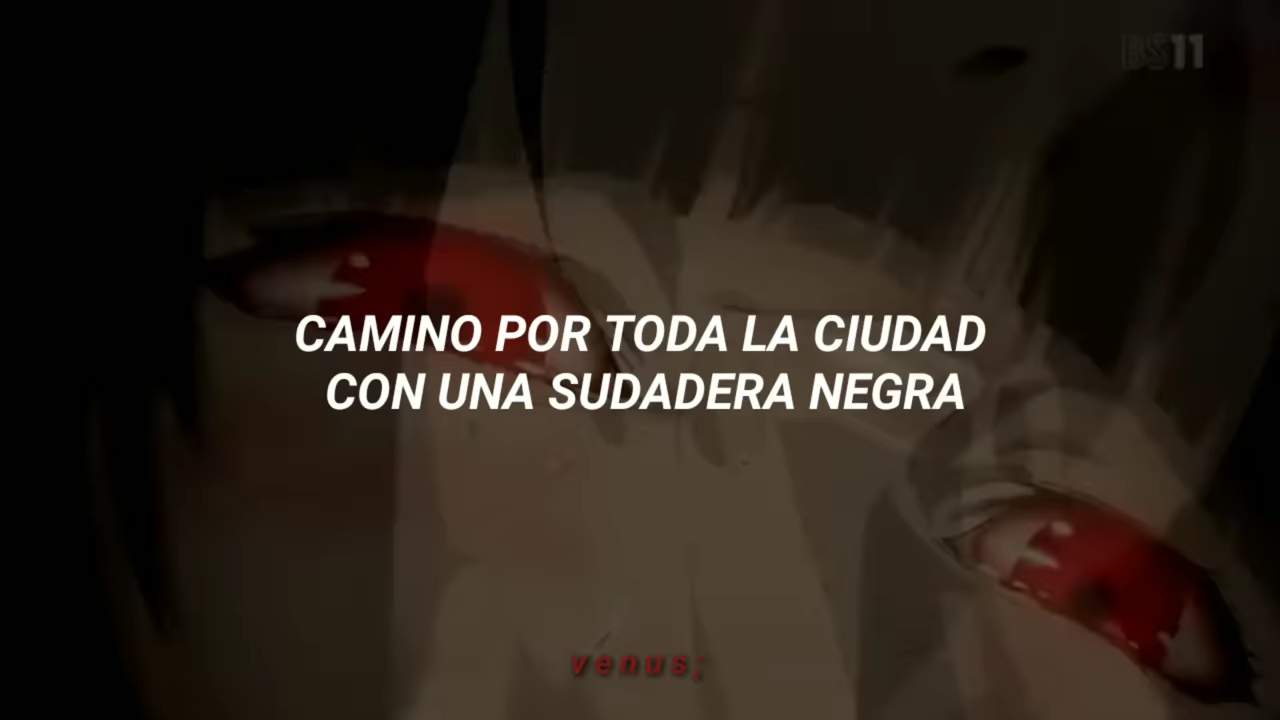 BS11
CAMINO POR TODA LA CIUDAD
CON UNA SUDADERA NEGRA
venus;